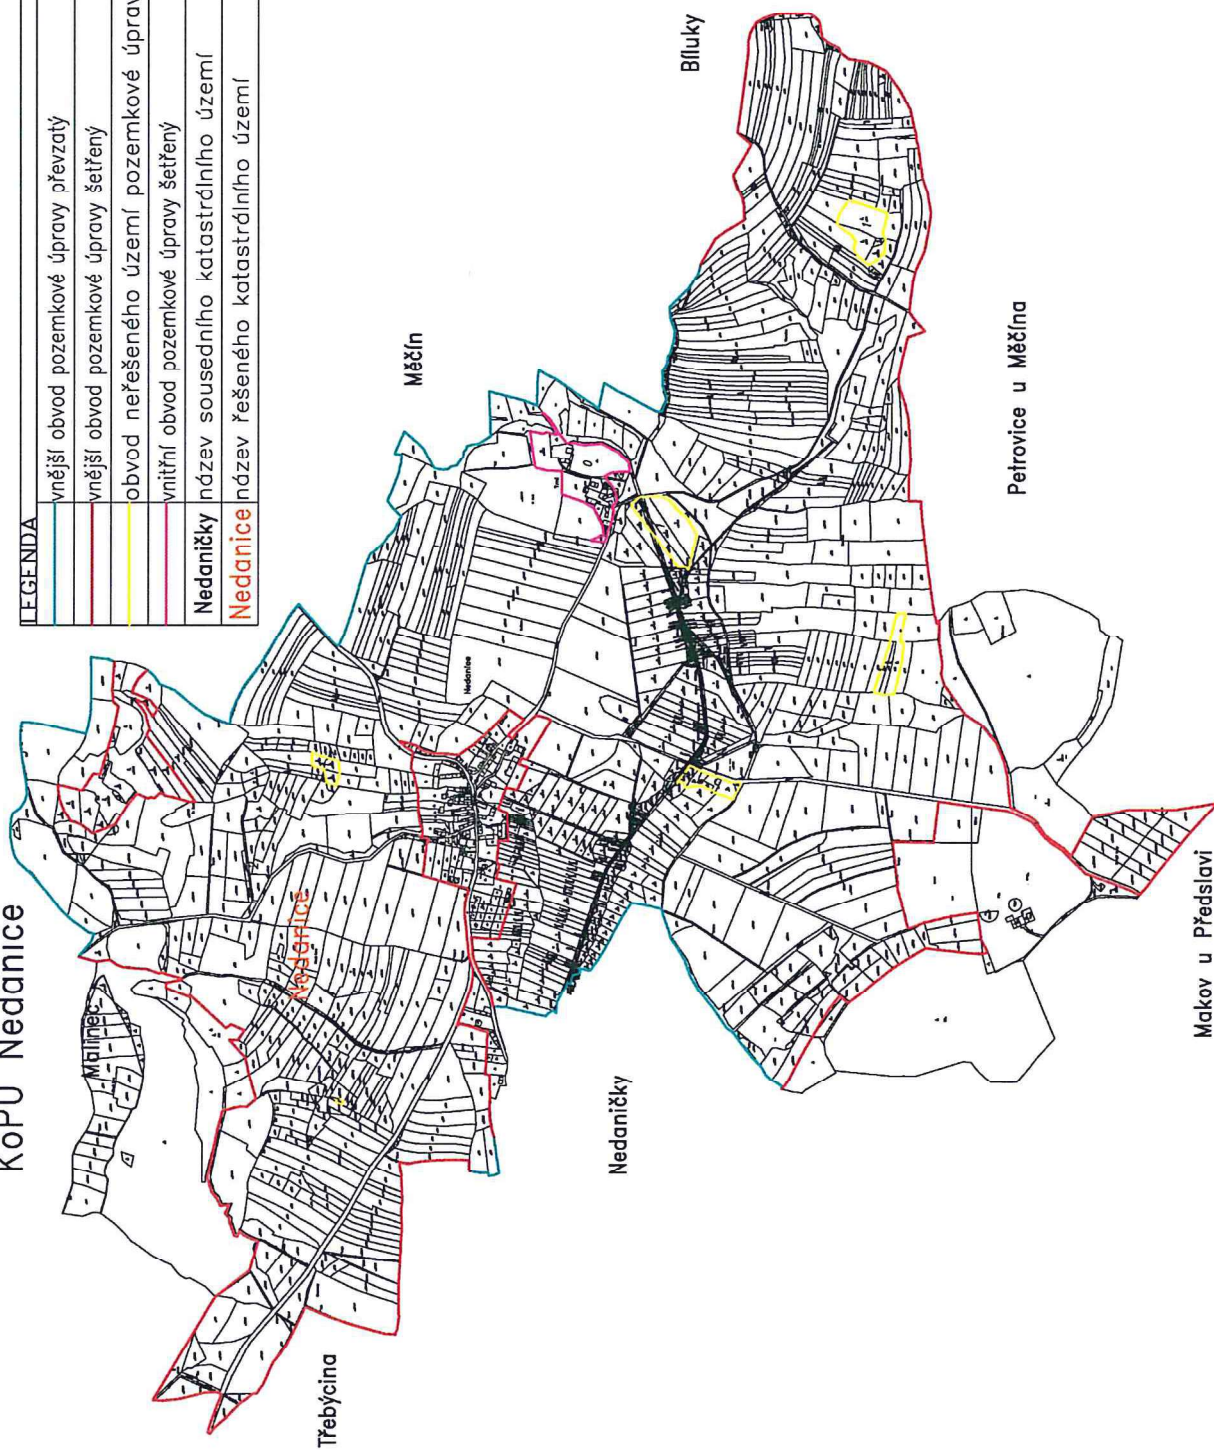 KoPÚ Nedanice
LEGENDA
vnější obvod pozemkové úpravy převzatý
vnější obvod pozemkové úpravy šetřený
obvod neřešeného území pozemkové úprav
vnitřní obvod pozemkové úpravy šetřený
Nedaničky název sousedního katastrálního území
Nedanice název řešeného katastrálního území
Malinec
Nedanice
Nedanice
Měčín
Bíluky
Třebýcina
Nedaničky
Petrovice u Měčína
Makov u Předslavi